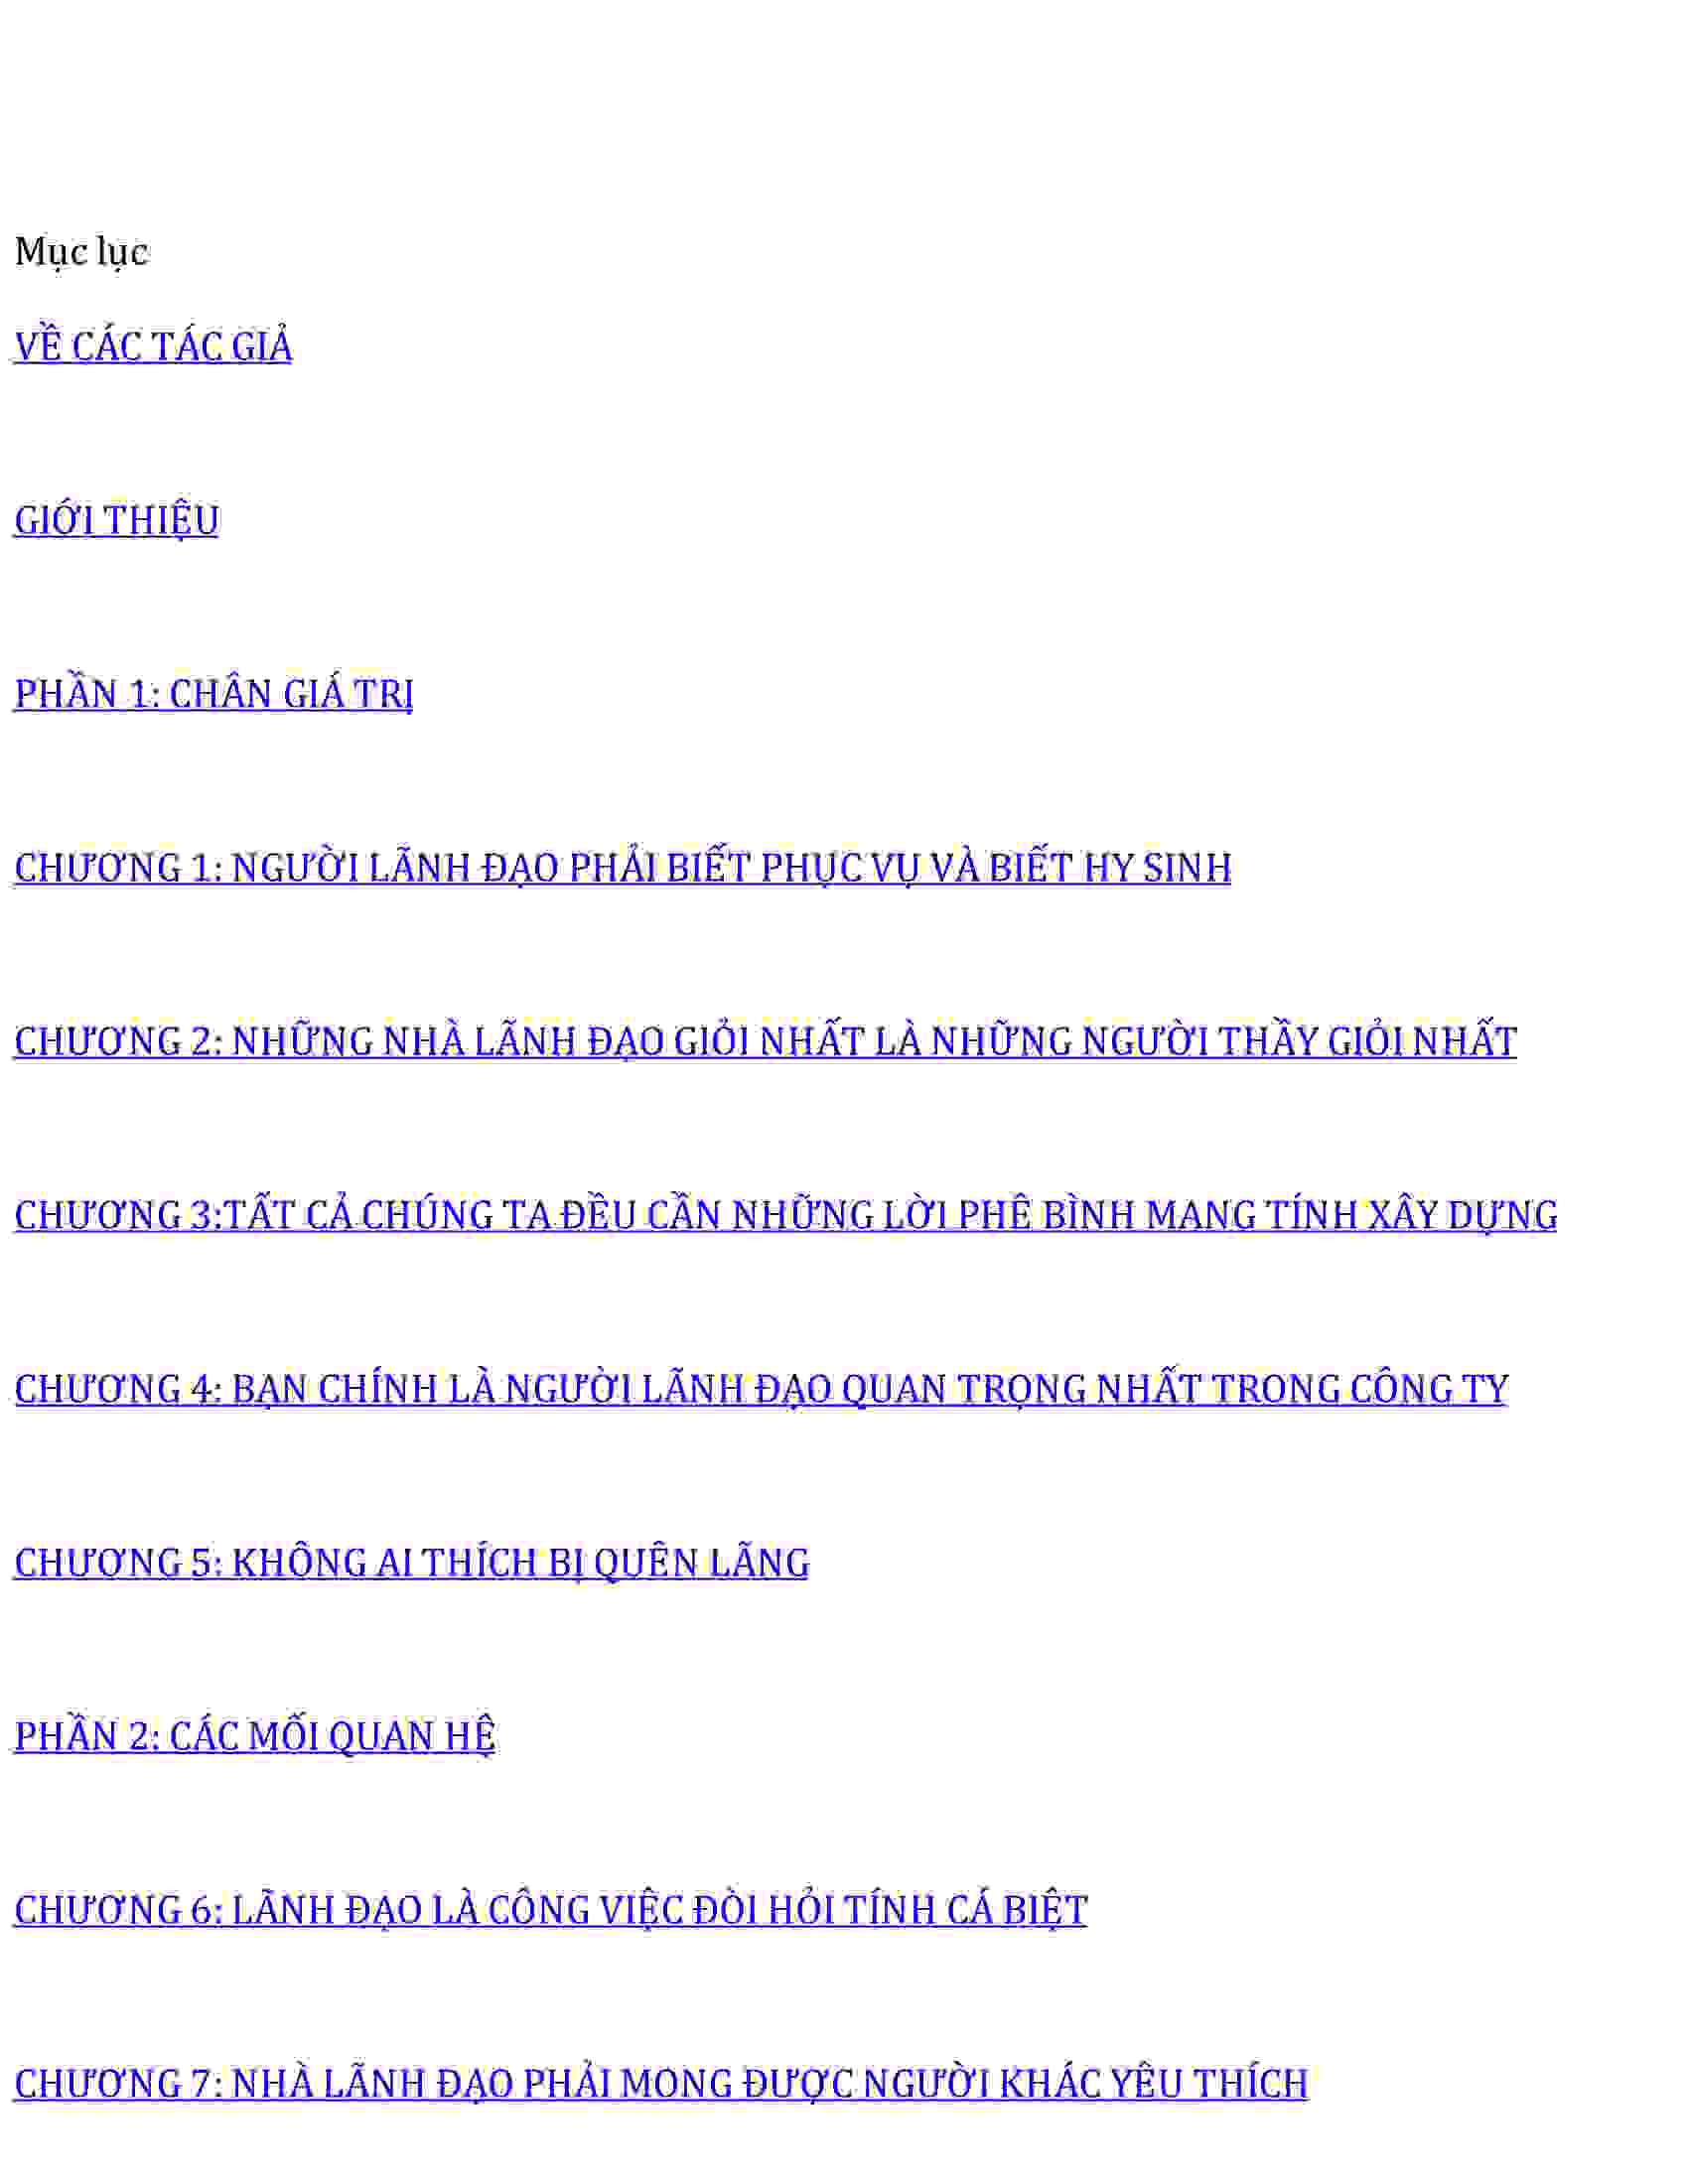 Mục lục
VỀ CÁC TÁC GIẢ
GIỚI THIỆU
PHẦN 1: CHÂN GIÁ TRỊ
CHƯƠNG 1: NGƯỜI LÃNH ĐẠO PHẢI BIẾT PHỤC VỤ VÀ BIẾT HY SINH
CHƯƠNG 2: NHỮNG NHÀ LÃNH ĐẠO GIỎI NHẤT LÀ NHỮNG NGƯỜI THẦY GIỎI NHẤT
CHƯƠNG 3:TẤT CẢ CHÚNG TA ĐỀU CẦN NHỮNG LỜI PHÊ BÌNH MANG TÍNH XÂY DỰNG
CHƯƠNG 4: BẠN CHÍNH LÀ NGƯỜI LÃNH ĐẠO QUAN TRỌNG NHẤT TRONG CÔNG TY
CHƯƠNG 5: KHÔNG AI THÍCH BỊ QUÊN LÃNG
PHẦN 2: CÁC MỐI QUAN HỆ
CHƯƠNG 6: LÃNH ĐẠO LÀ CÔNG VIỆC ĐÒI HỎI TÍNH CÁ BIỆT
CHƯƠNG 7: NHÀ LÃNH ĐẠO PHẢI MONG ĐƯỢC NGƯỜI KHÁC YÊU THÍCH